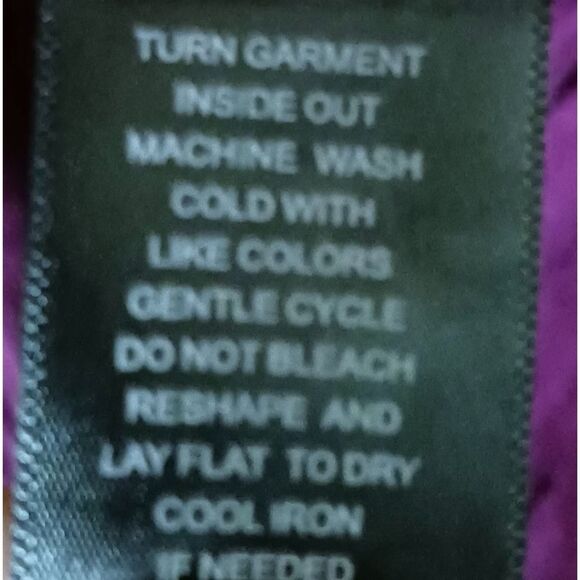 TURN GARMENT
INSIDE OUT
MACHINE WASH
COLD WITH
LIKE COLORS
GENTLE CYCLE
DO NOT BLEACH
RESHAPE AND
LAY FLAT TO DRY
COOL IRON
IF NEEDED